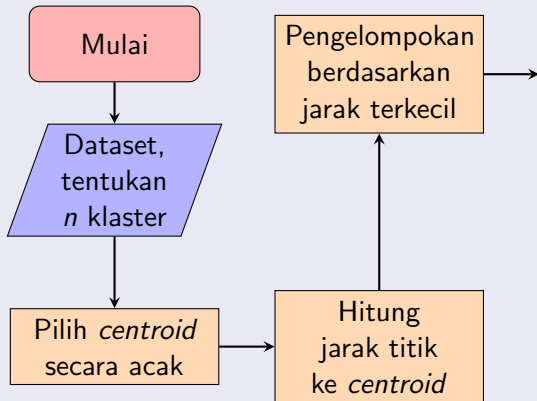 Mulai
Dataset,
tentukan
n klaster
Pilih centroid
secara acak
Hitung
jarak titik
ke centroid
Pengelompokan
berdasarkan
jarak terkecil